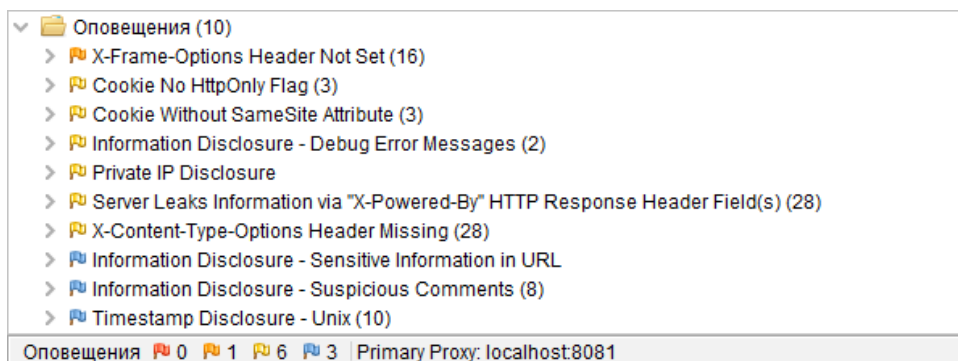 Оповещения (10)
X-Frame-Options Header Not Set (16)
Cookie No HttpOnly Flag (3)
Cookie Without SameSite Attribute (3)
Information Disclosure - Debug Error Messages (2)
Private IP Disclosure
Server Leaks Information via "X-Powered-By" HTTP Response Header Field(s) (28)
X-Content-Type-Options Header Missing (28)
Information Disclosure - Sensitive Information in URL
Information Disclosure - Suspicious Comments (8)
Timestamp Disclosure - Unix (10)
Оповещения 0 1 6 3 Primary Proxy: localhost:8081